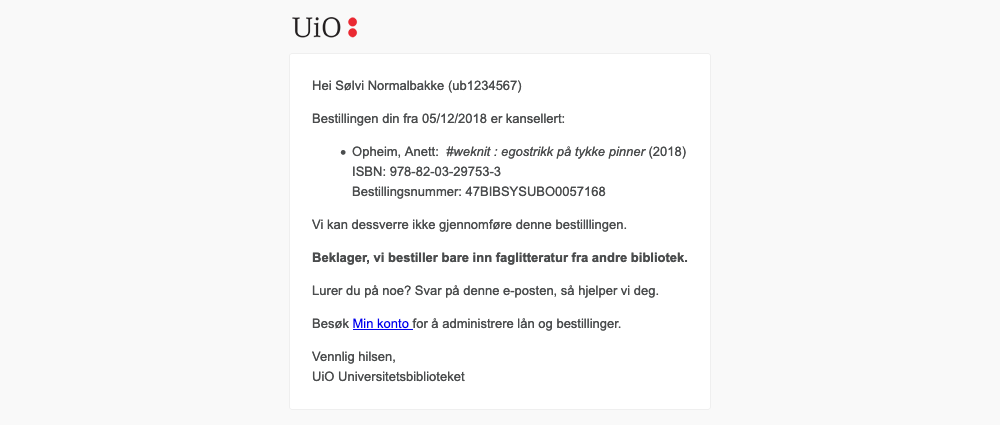 UiO
Hei Sølvi Normalbakke (ub1234567)
Bestillingen din fra 05/12/2018 er kansellert:
• Opheim, Anett: #weknit : egostrikk på tykke pinner (2018)
ISBN: 978-82-03-29753-3
Bestillingsnummer: 47BIBSYSUBO0057168
Vi kan dessverre ikke gjennomføre denne bestilllingen.
Beklager, vi bestiller bare inn faglitteratur fra andre bibliotek.
Lurer du på noe? Svar på denne e-posten, så hjelper vi deg.
Besøk Min konto for å administrere lån og bestillinger.
Vennlig hilsen,
UiO Universitetsbiblioteket